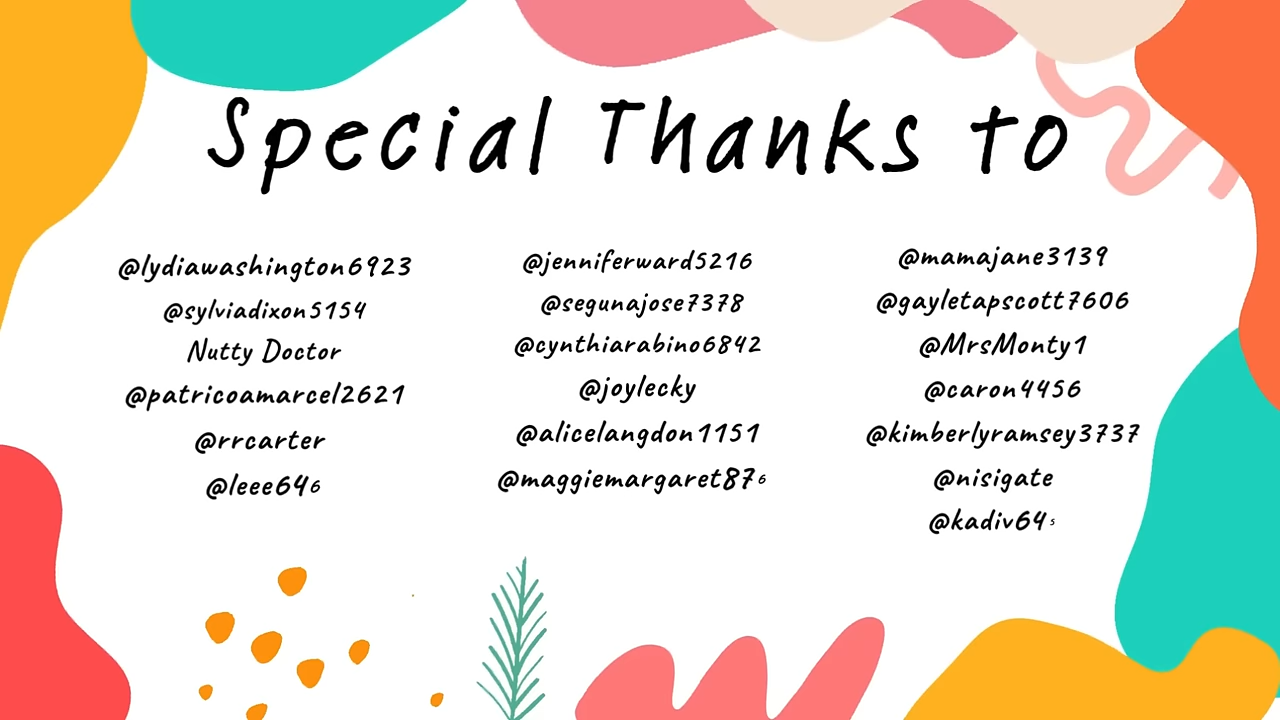 Special Thanks to
@lydiawashington6923
@sylviadixon5154
Nutty Doctor
@patricoamarcel2621
@rrcarter
@leee646
@jenniferward5216
@segunajose7378
@cynthiarabino6842
@joylecky
@alicelangdon1151
@maggiemargaret876
@mamajane3139
@gayletapscott7606
@MrsMonty1
@caron4456
@kimberlyramsey3737
@nisigate
@kadiv645